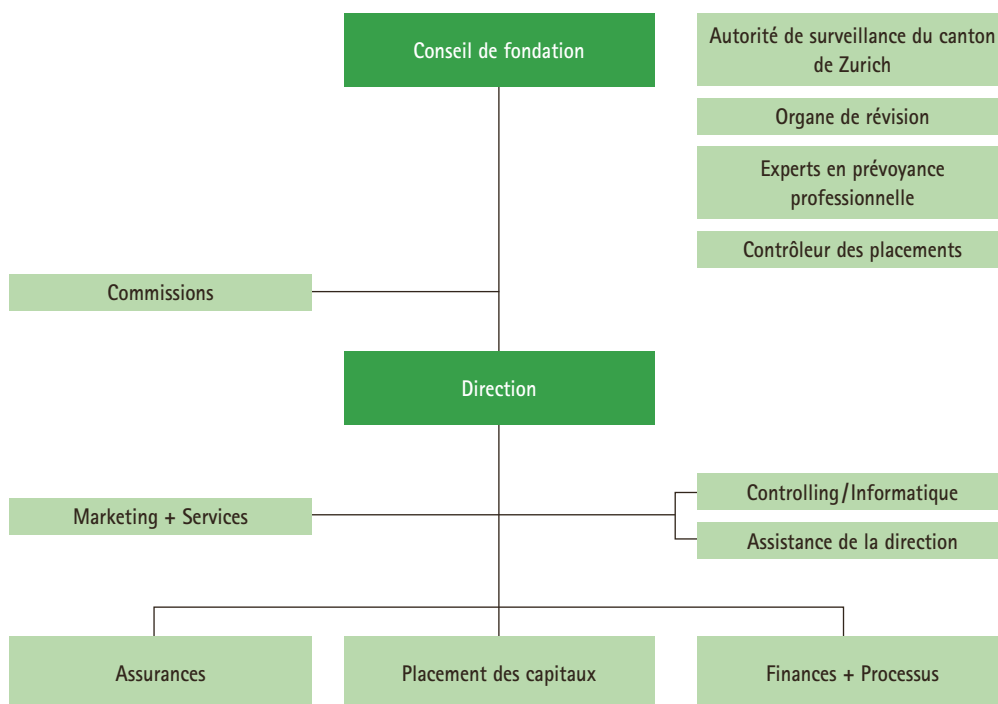 Conseil de fondation
Autorité de surveillance du canton
de Zurich
Organe de révision
Experts en prévoyance
professionnelle
Contrôleur des placements
Commissions
Direction
Marketing + Services
Controlling/Informatique
Assistance de la direction
Assurances
Placement des capitaux
Finances + Processus